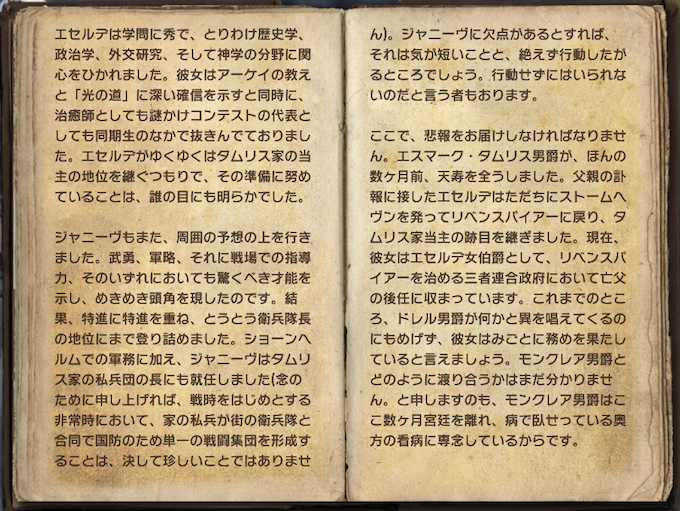 エセルデは学問に秀で、とりわけ歴史学、
政治学、外交研究、そして神学の分野に関
心をひかれました。彼女はアーケイの教え
と「光の道」に深い確信を示すと同時に、
治癒師としても謎かけコンテストの代表と
しても同期生のなかで抜きんでておりまし
た。エセルデがゆくゆくはタムリス家の当
主の地位を継ぐつもりで、その準備に努め
ていることは、誰の目にも明らかでした。
ジャニーヴもまた、周囲の予想の上を行き
ました。武勇、軍略、それに戦場での指導
力、そのいずれにおいても驚くべき才能を
示し、めきめき頭角を現したのです。結
果、特進に特進を重ね、とうとう衛兵隊長
の地位にまで登り詰めました。ショーンヘ
ルムでの軍務に加え、ジャニーヴはタムリ
ス家の私兵団の長にも就任しました(念の
ために申し上げれば、戦時をはじめとする
非常時において、家の私兵が街の衛兵隊と
合同で国防のため単一の戦闘集団を形成す
ることは、決して珍しいことではありませ
ん)。ジャニーヴに欠点があるとすれば、
それは気が短いことと、絶えず行動したが
るところでしょう。行動せずにはいられな
いのだと言う者もおります。
ここで、悲報をお届けしなければなりませ
ん。エスマーク・タムリス男爵が、ほんの
数ヶ月前、天寿を全うしました。父親の訃
報に接したエセルデはただちにストームヘ
ヴンを発ってリベンスパイアーに戻り、タ
ムリス家当主の跡目を継ぎました。現在、
彼女はエセルデ女伯爵として、リベンスパ
イアーを治める三者連合政府において亡父
の後任に収まっています。これまでのとこ
ろ、ドレル男爵が何かと異を唱えてくるの
にもめげず、彼女はみごとに務めを果たし
ていると言えましょう。モンクレア男爵と
どのように渡り合うかはまだ分かりませ
ん。と申しますのも、モンクレア男爵はこ
こ数ヶ月宮廷を離れ、病で臥せっている奥
方の看病に専念しているからです。